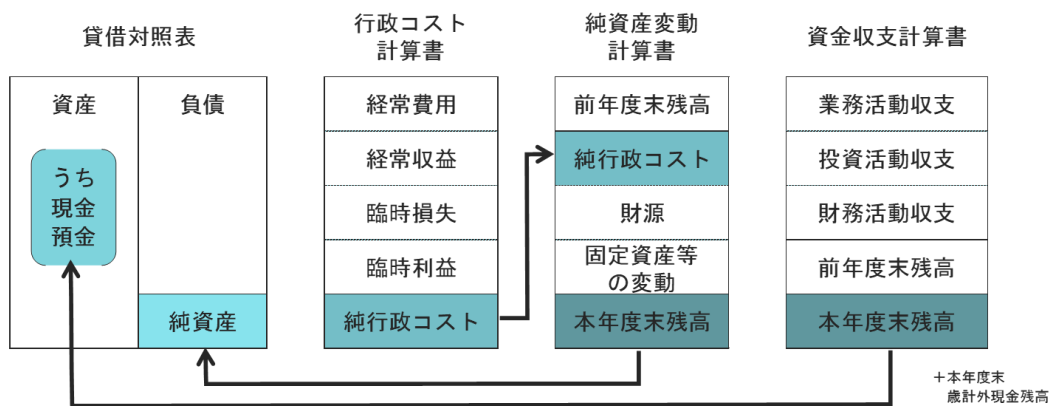 貸借対照表
資産
負債
うち
現金
預金
純資産
行政コスト
計算書
経常費用
経常収益
臨時損失
臨時利益
純行政コスト
純資産変動
計算書
前年度末残高
純行政コスト
財源
固定資産等
の変動
本年度末残高
資金収支計算書
業務活動収支
投資活動収支
財務活動収支
前年度末残高
本年度末残高
＋本年度末
歳計外現金残高